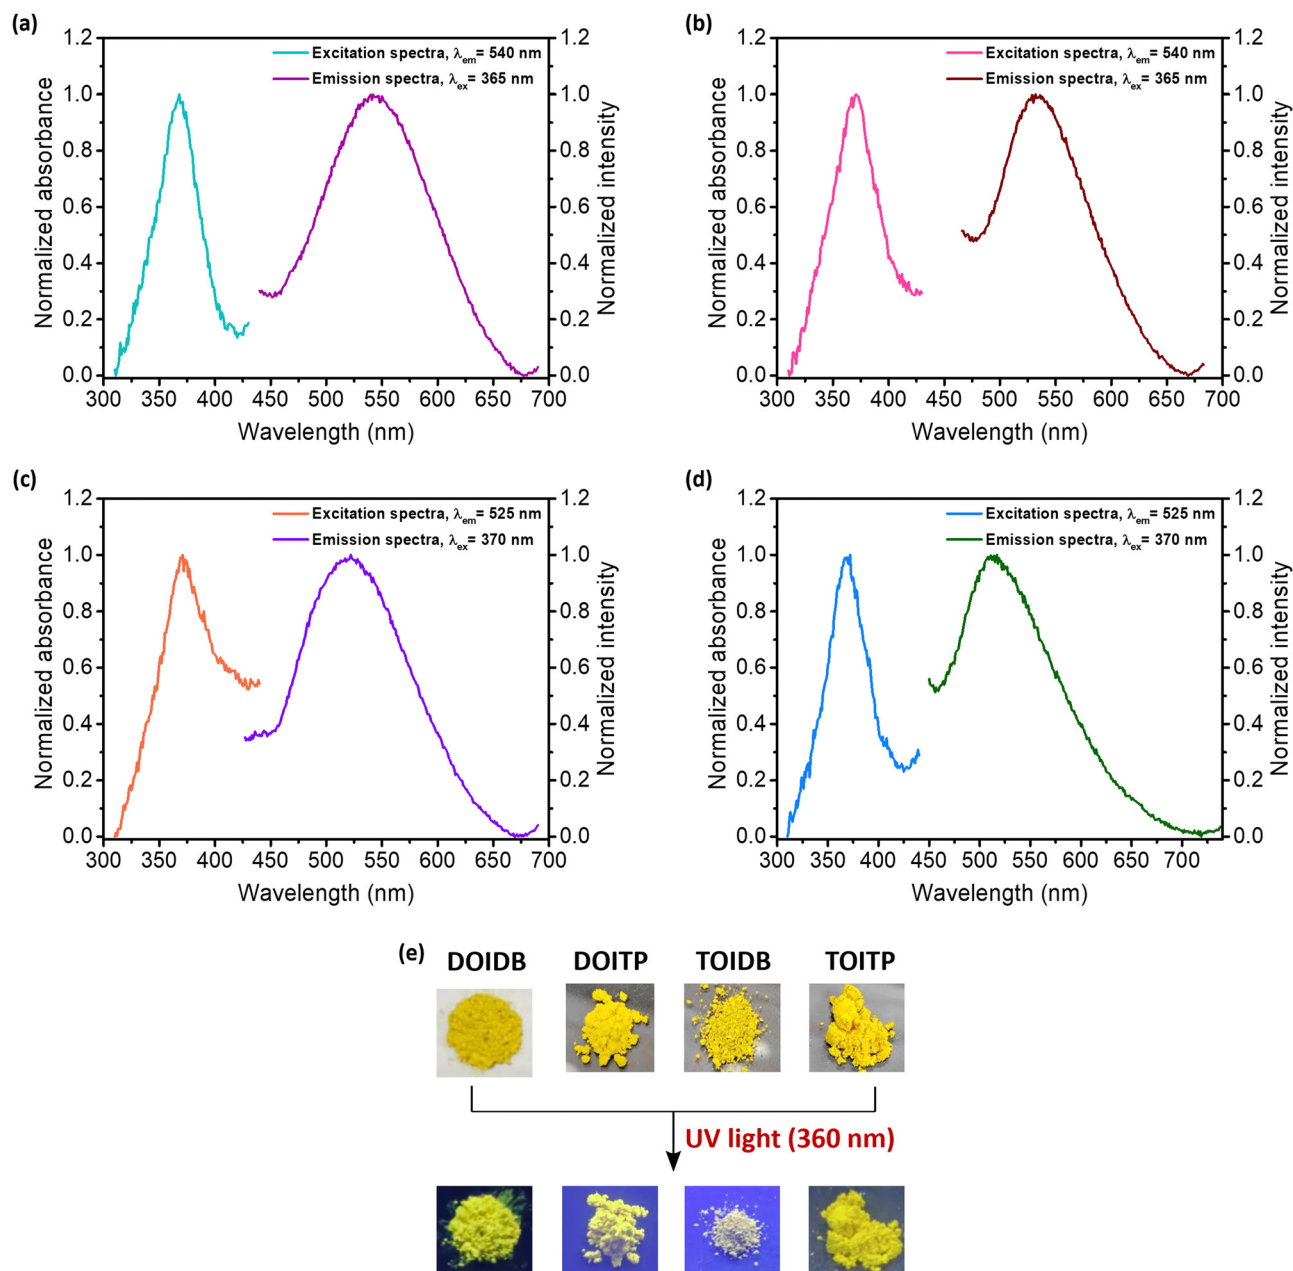 (a)
1.2
1.0
0.8
0.6
0.4
0.2
0.0
Normalized absorbance
Excitation spectra, λem= 540 nm
Emission spectra, λex= 365 nm
1.2
1.0
0.8
0.6
0.4
0.2
0.0
Normalized intensity
300 350 400 450 500 550 600 650 700
Wavelength (nm)
(b)
1.2
1.0
0.8
0.6
0.4
0.2
0.0
Normalized absorbance
Excitation spectra, λem= 540 nm
Emission spectra, λex= 365 nm
1.2
1.0
0.8
0.6
0.4
0.2
0.0
Normalized intensity
300 350 400 450 500 550 600 650 700
Wavelength (nm)
(c)
1.2
1.0
0.8
0.6
0.4
0.2
0.0
Normalized absorbance
Excitation spectra, λem= 525 nm
Emission spectra, λex= 370 nm
1.2
1.0
0.8
0.6
0.4
0.2
0.0
Normalized intensity
300 350 400 450 500 550 600 650 700
Wavelength (nm)
(d)
1.2
1.0
0.8
0.6
0.4
0.2
0.0
Normalized absorbance
Excitation spectra, λem= 525 nm
Emission spectra, λex= 370 nm
1.2
1.0
0.8
0.6
0.4
0.2
0.0
Normalized intensity
300 350 400 450 500 550 600 650 700
Wavelength (nm)
(e)
DOIDB DOITP TOIDB TOITP
UV light (360 nm)